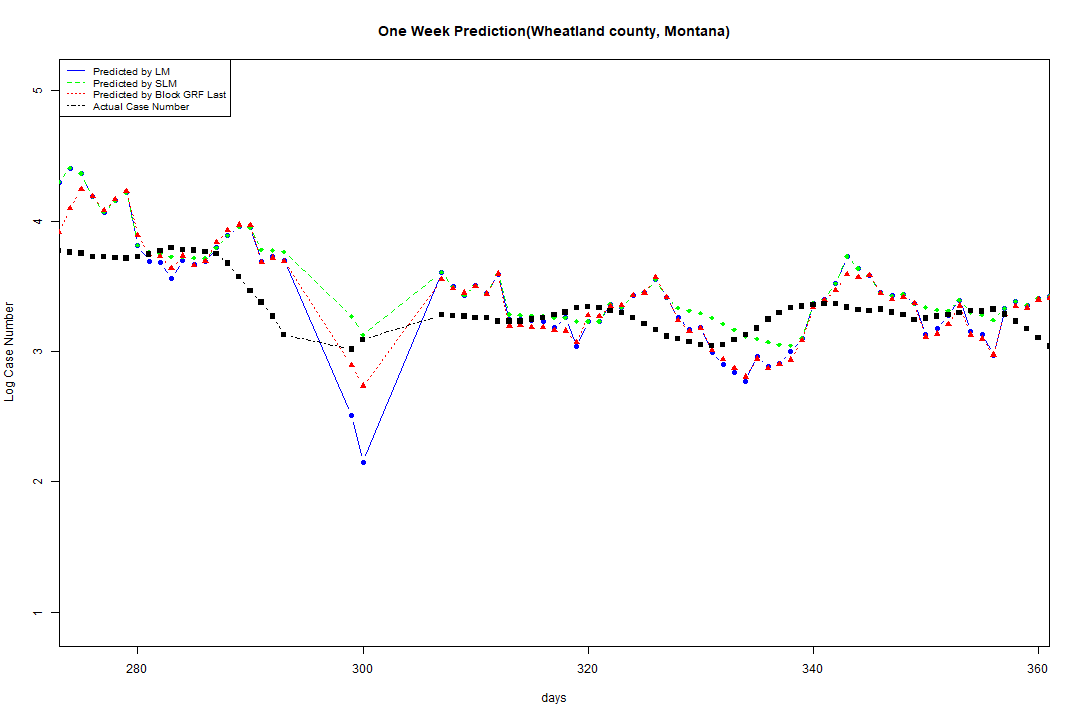 One Week Prediction(Wheatland county, Montana)
Predicted by LM
Predicted by SLM
Predicted by Block GRF Last
Actual Case Number
5
4
3
2
1
Log Case Number
280 300 320 340 360
days